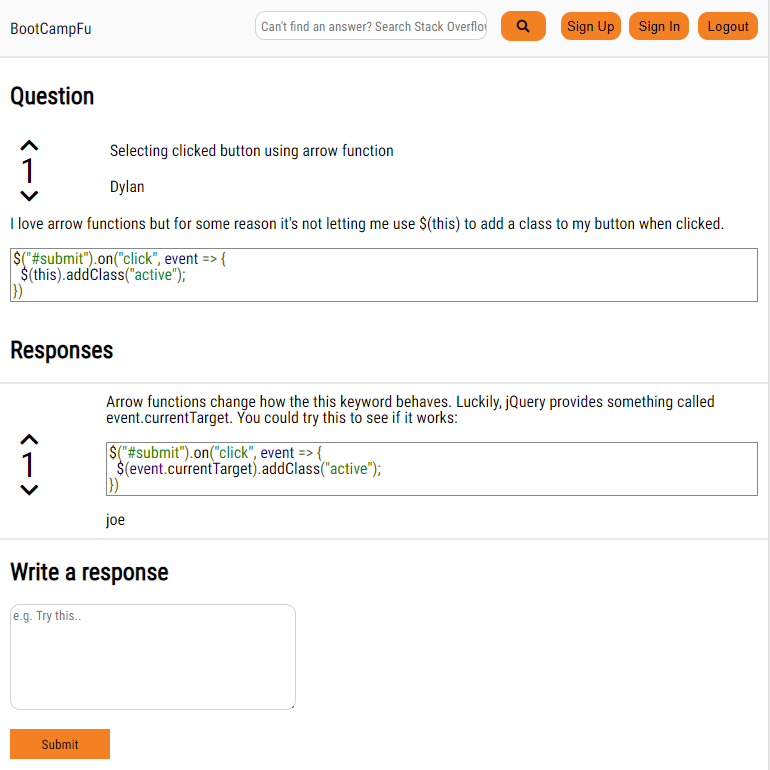 BootCampFu
Can't find an answer? Search Stack Overflow
Sign Up
Sign In
Logout
Question
1
Selecting clicked button using arrow function
Dylan
I love arrow functions but for some reason it's not letting me use $(this) to add a class to my button when clicked.
$("#submit").on("click", event => {
  $(this).addClass("active");
})
Responses
Arrow functions change how the this keyword behaves. Luckily, jQuery provides something called
event.currentTarget. You could try this to see if it works:
1
$("#submit").on("click", event => {
  $(event.currentTarget).addClass("active");
})
joe
Write a response
e.g. Try this..
Submit